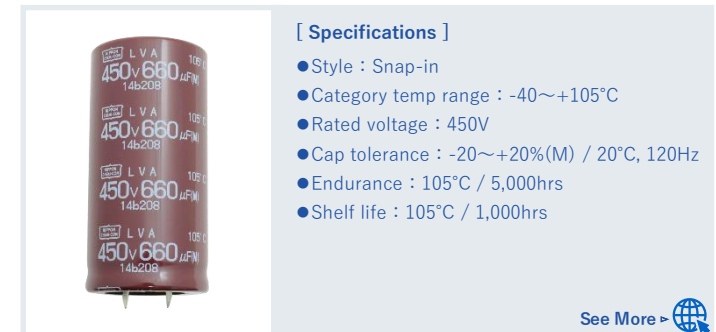 [ Specifications ]
●Style：Snap-in
●Category temp range：-40～+105℃
●Rated voltage：450V
●Cap tolerance：-20～+20%(M) / 20℃, 120Hz
●Endurance：105℃ / 5,000hrs
●Shelf life：105℃ / 1,000hrs
See More ▹
LVA 105°C
450V 660μF(M)
14b208
LVA 105°C
450V 660μF(M)
14b208
LVA 105°C
450V 660μF(M)
14b208
LVA 105°C
450V 660μF(M)
14b208